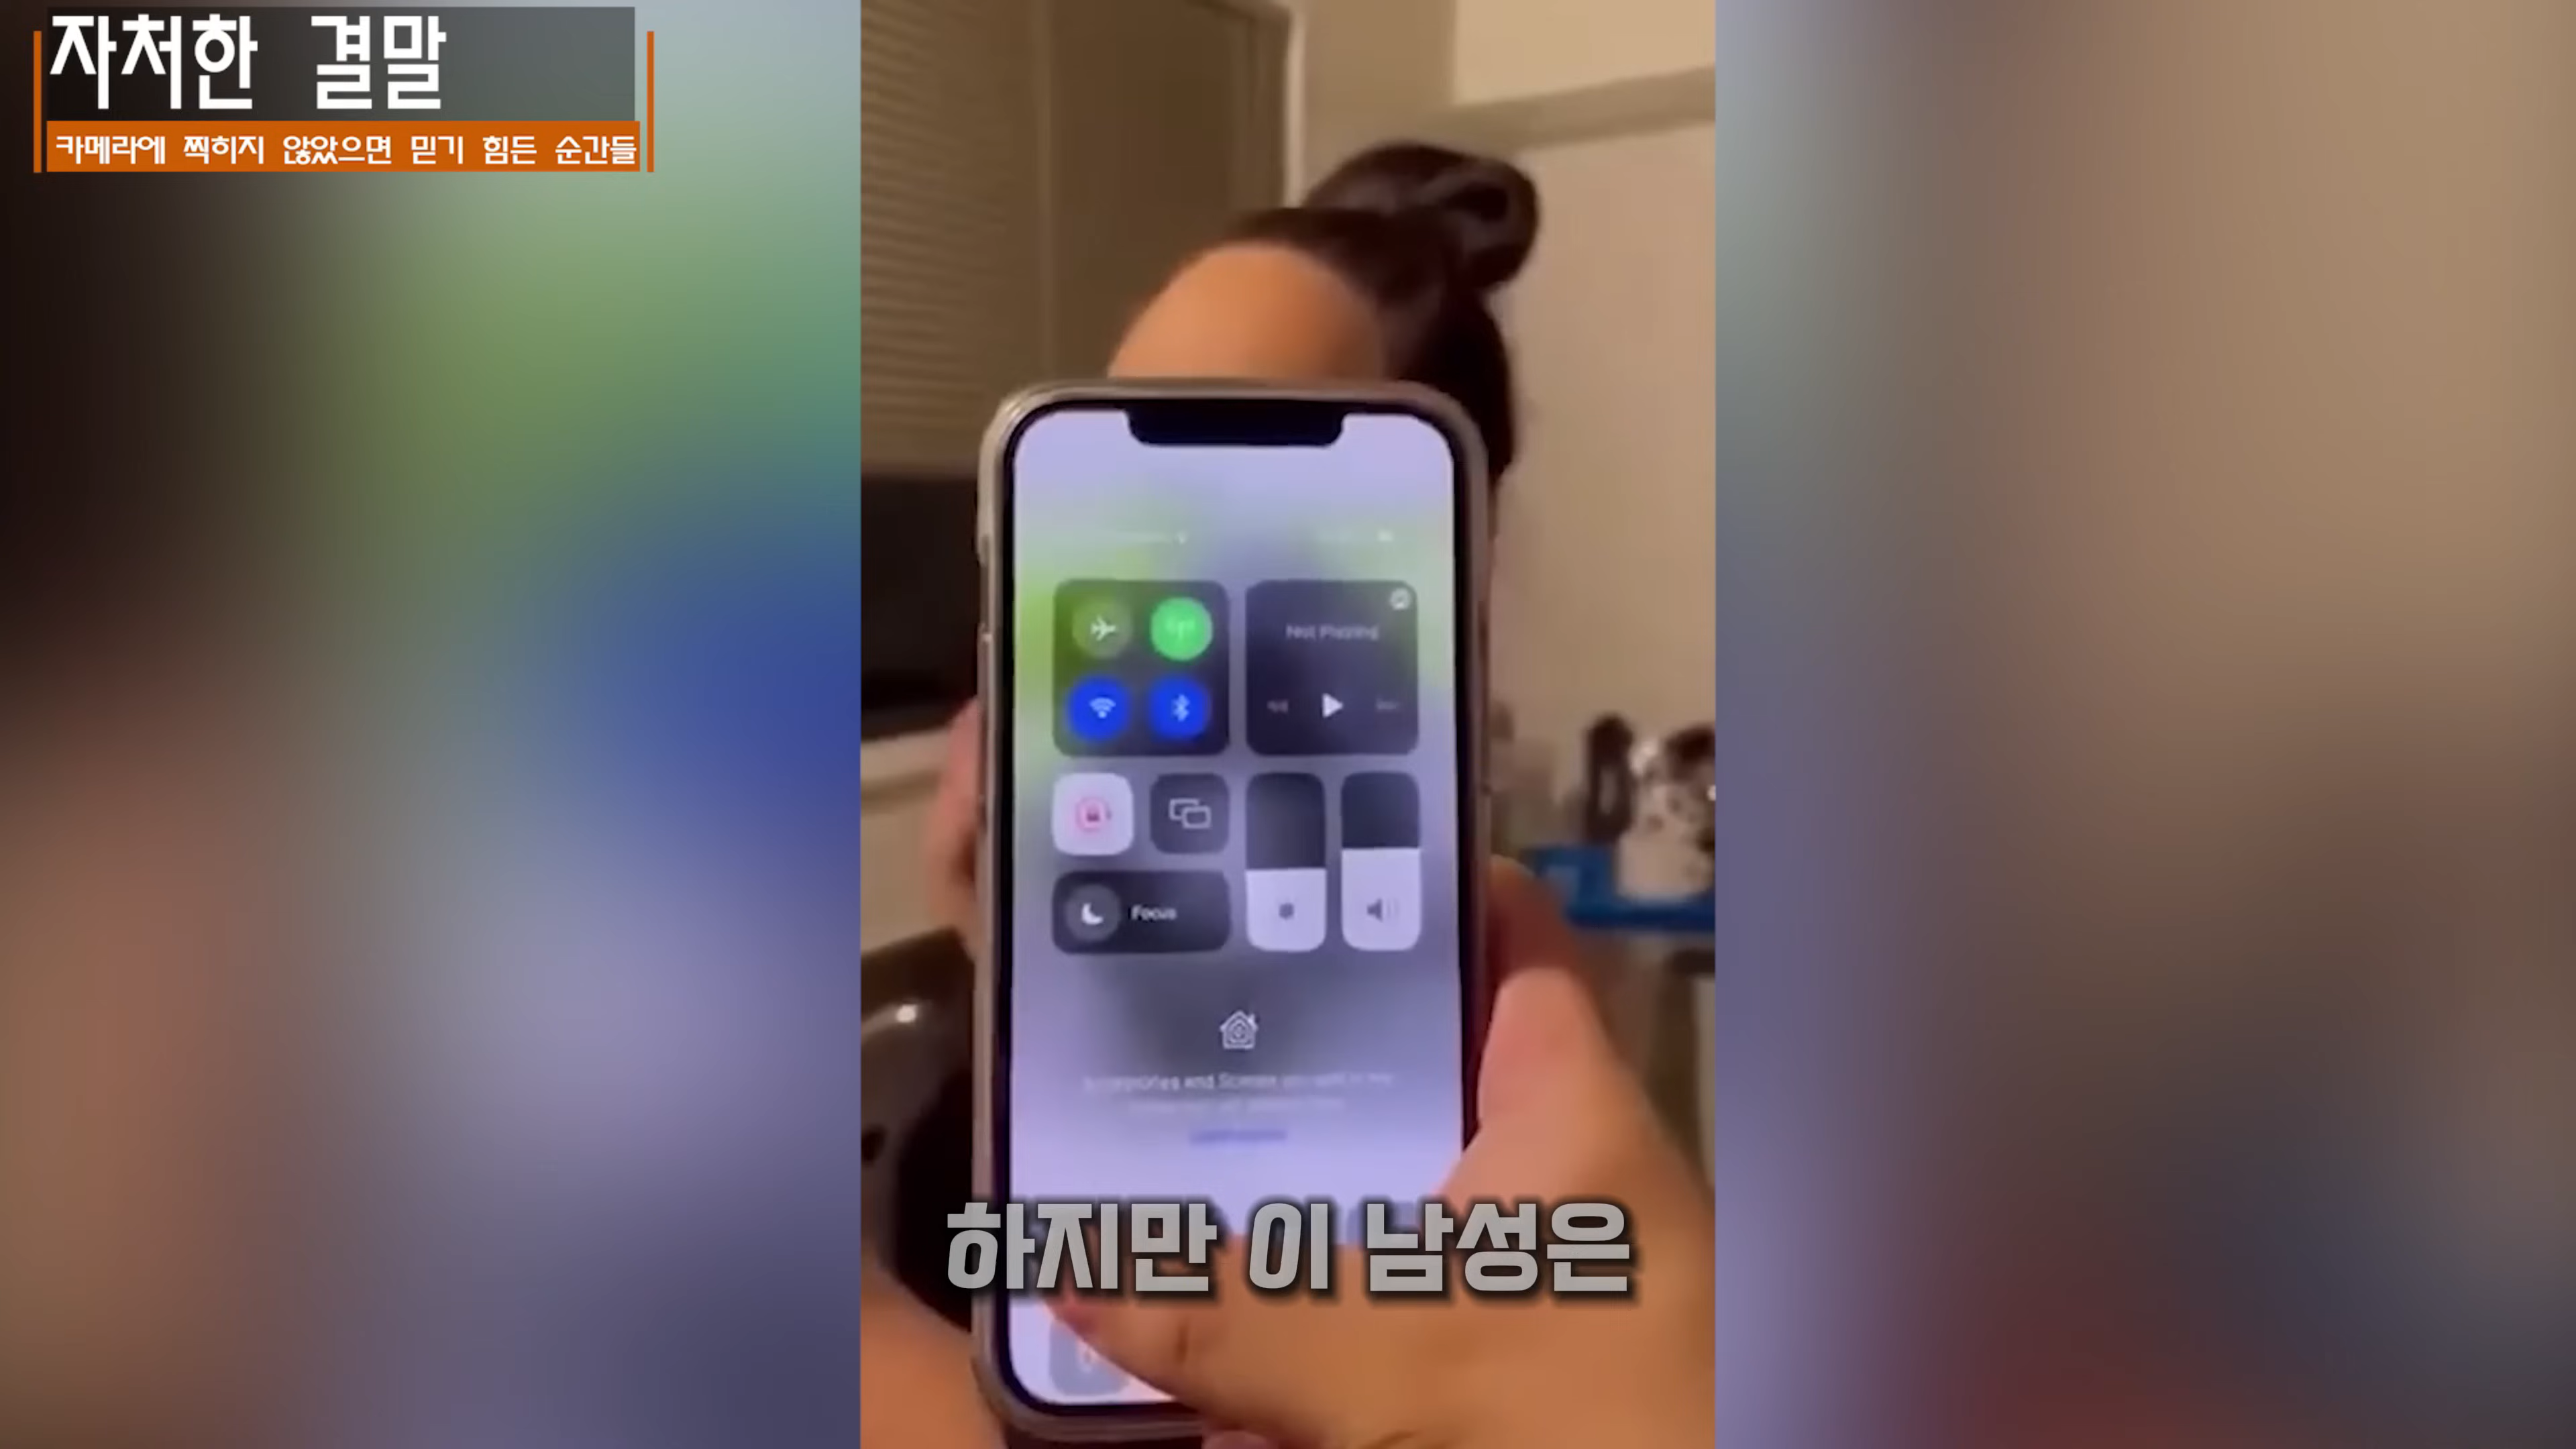 자처한 결말
카메라에 찍히지 않았으면 믿기 힘든 순간들
Not Playing
Focus
and
하지만 이 남성은